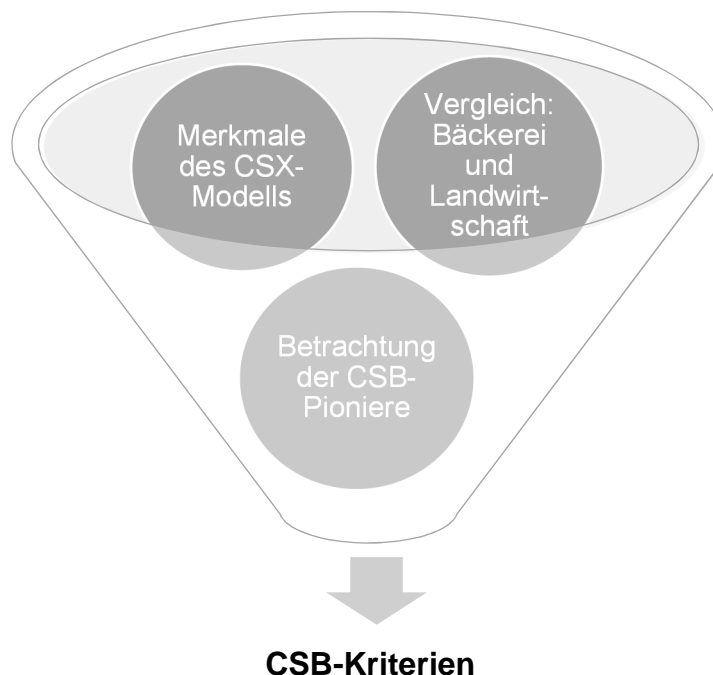 Merkmale
des CSX-
Modells
Vergleich:
Bäckerei
und
Landwirt-
schaft
Betrachtung
der CSB-
Pioniere
CSB-Kriterien